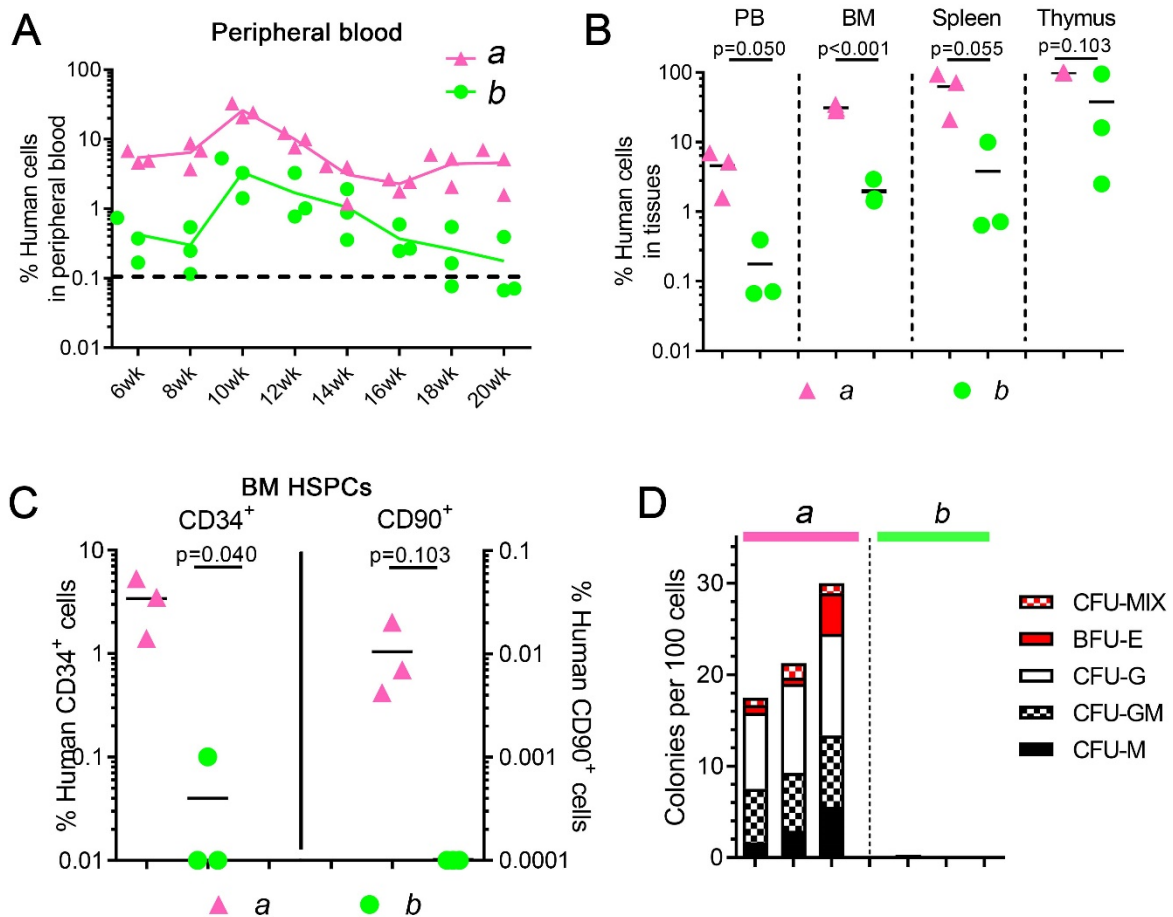 A
Peripheral blood
a
b
% Human cells
in peripheral blood
100
10
1
0.1
0.01
6wk
8wk
10wk
12wk
14wk
16wk
18wk
20wk
B
PB
BM
Spleen
Thymus
p=0.050
p<0.001
p=0.055
p=0.103
% Human cells
in tissues
100
10
1
0.1
0.01
a
b
C
BM HSPCs
CD34+
CD90+
p=0.040
p=0.103
% Human CD34+ cells
10
1
0.1
0.01
0.1
0.01
0.001
0.0001
% Human CD90+ cells
a
b
D
a
b
Colonies per 100 cells
30
20
10
0
CFU-MIX
BFU-E
CFU-G
CFU-GM
CFU-M